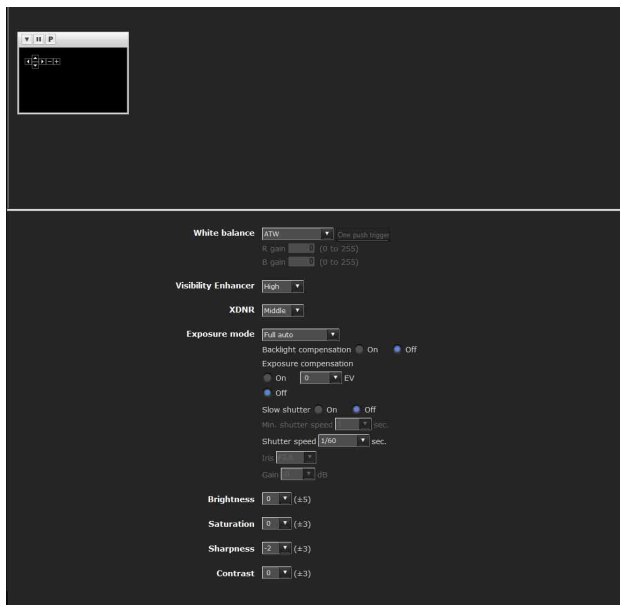 P
White balance ATW One push trigger
R gain 0 (0 to 255)
B gain 0 (0 to 255)
Visibility Enhancer High
XDNR Middle
Exposure mode Full auto
Backlight compensation On Off
Exposure compensation
On 0 EV
Off
Slow shutter On Off
Min. shutter speed sec.
Shutter speed 1/60 sec.
Iris
Gain dB
Brightness 0 (±5)
Saturation 0 (±3)
Sharpness -2 (±3)
Contrast 0 (±3)